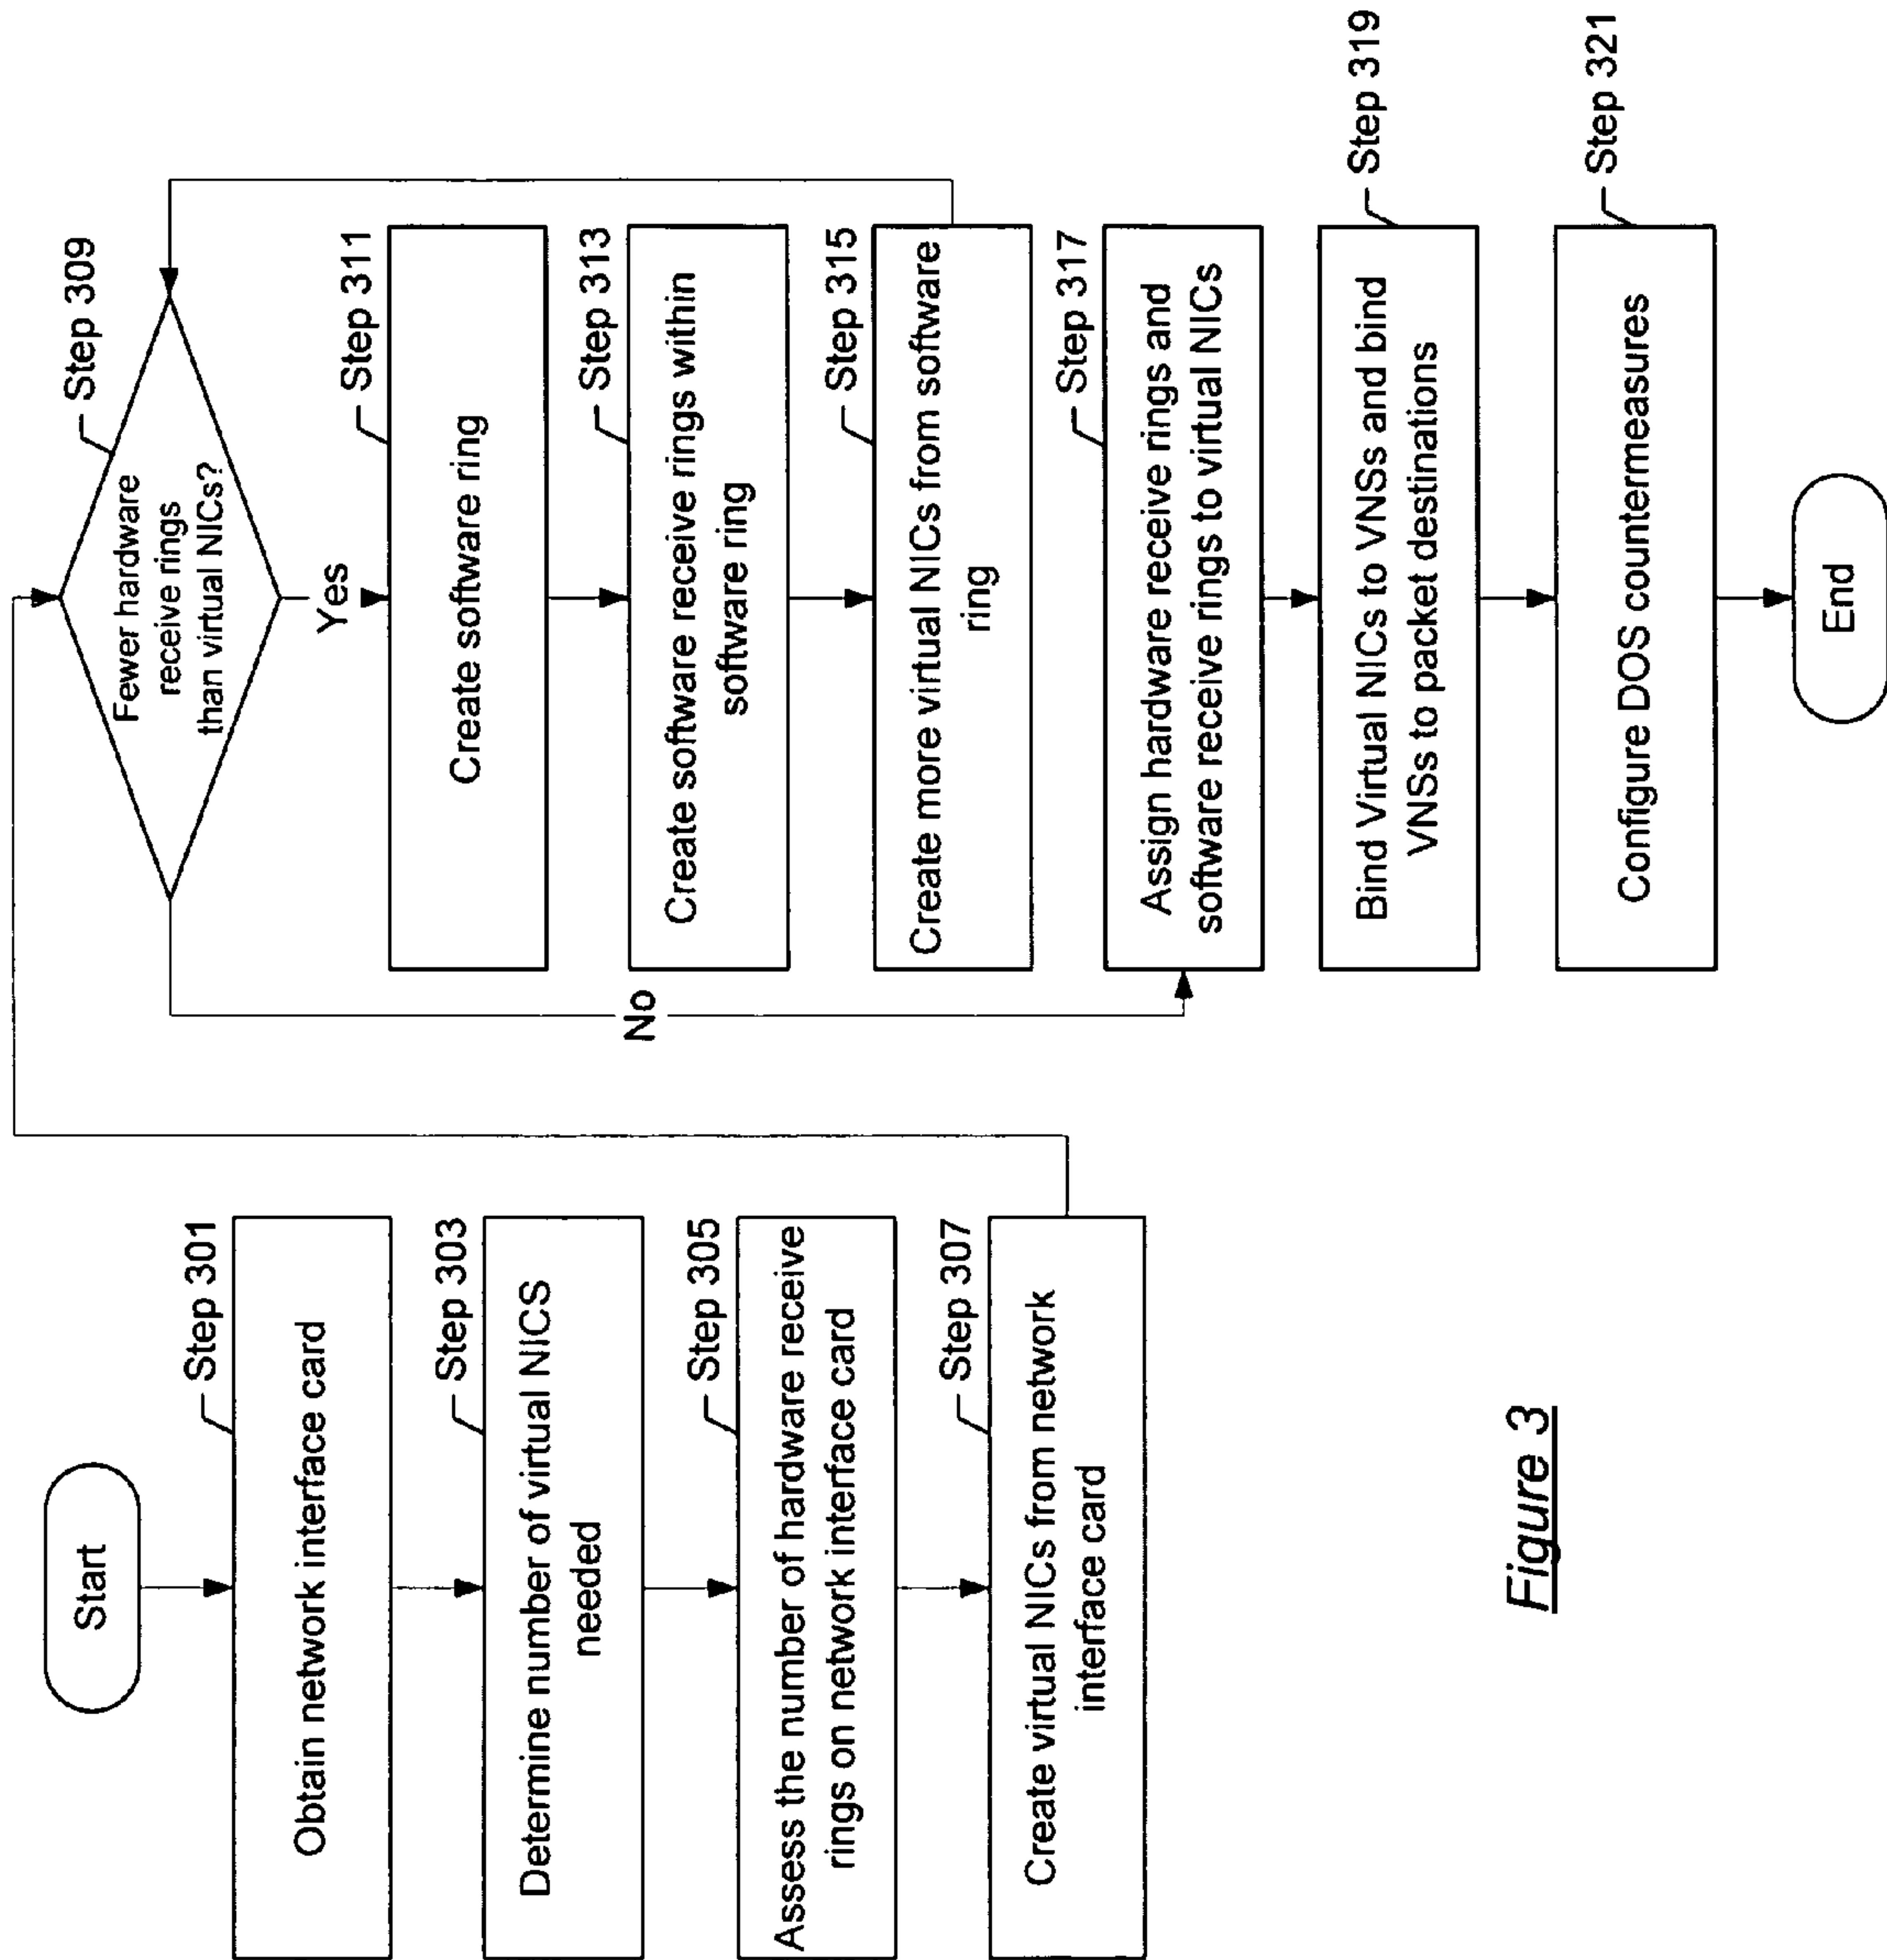 Start
Step 301
Obtain network interface card
Step 303
Determine number of virtual NICS
needed
Step 305
Assess the number of hardware receive
rings on network interface card
Step 307
Create virtual NICs from network
interface card
Step 309
Fewer hardware
receive rings
than virtual NICs?
Yes
No
Step 311
Create software ring
Step 313
Create software receive rings within
software ring
Step 315
Create more virtual NICs from software
ring
Step 317
Assign hardware receive rings and
software receive rings to virtual NICs
Step 319
Bind Virtual NICs to VNSs and bind
VNSs to packet destinations
Step 321
Configure DOS countermeasures
End
Figure 3